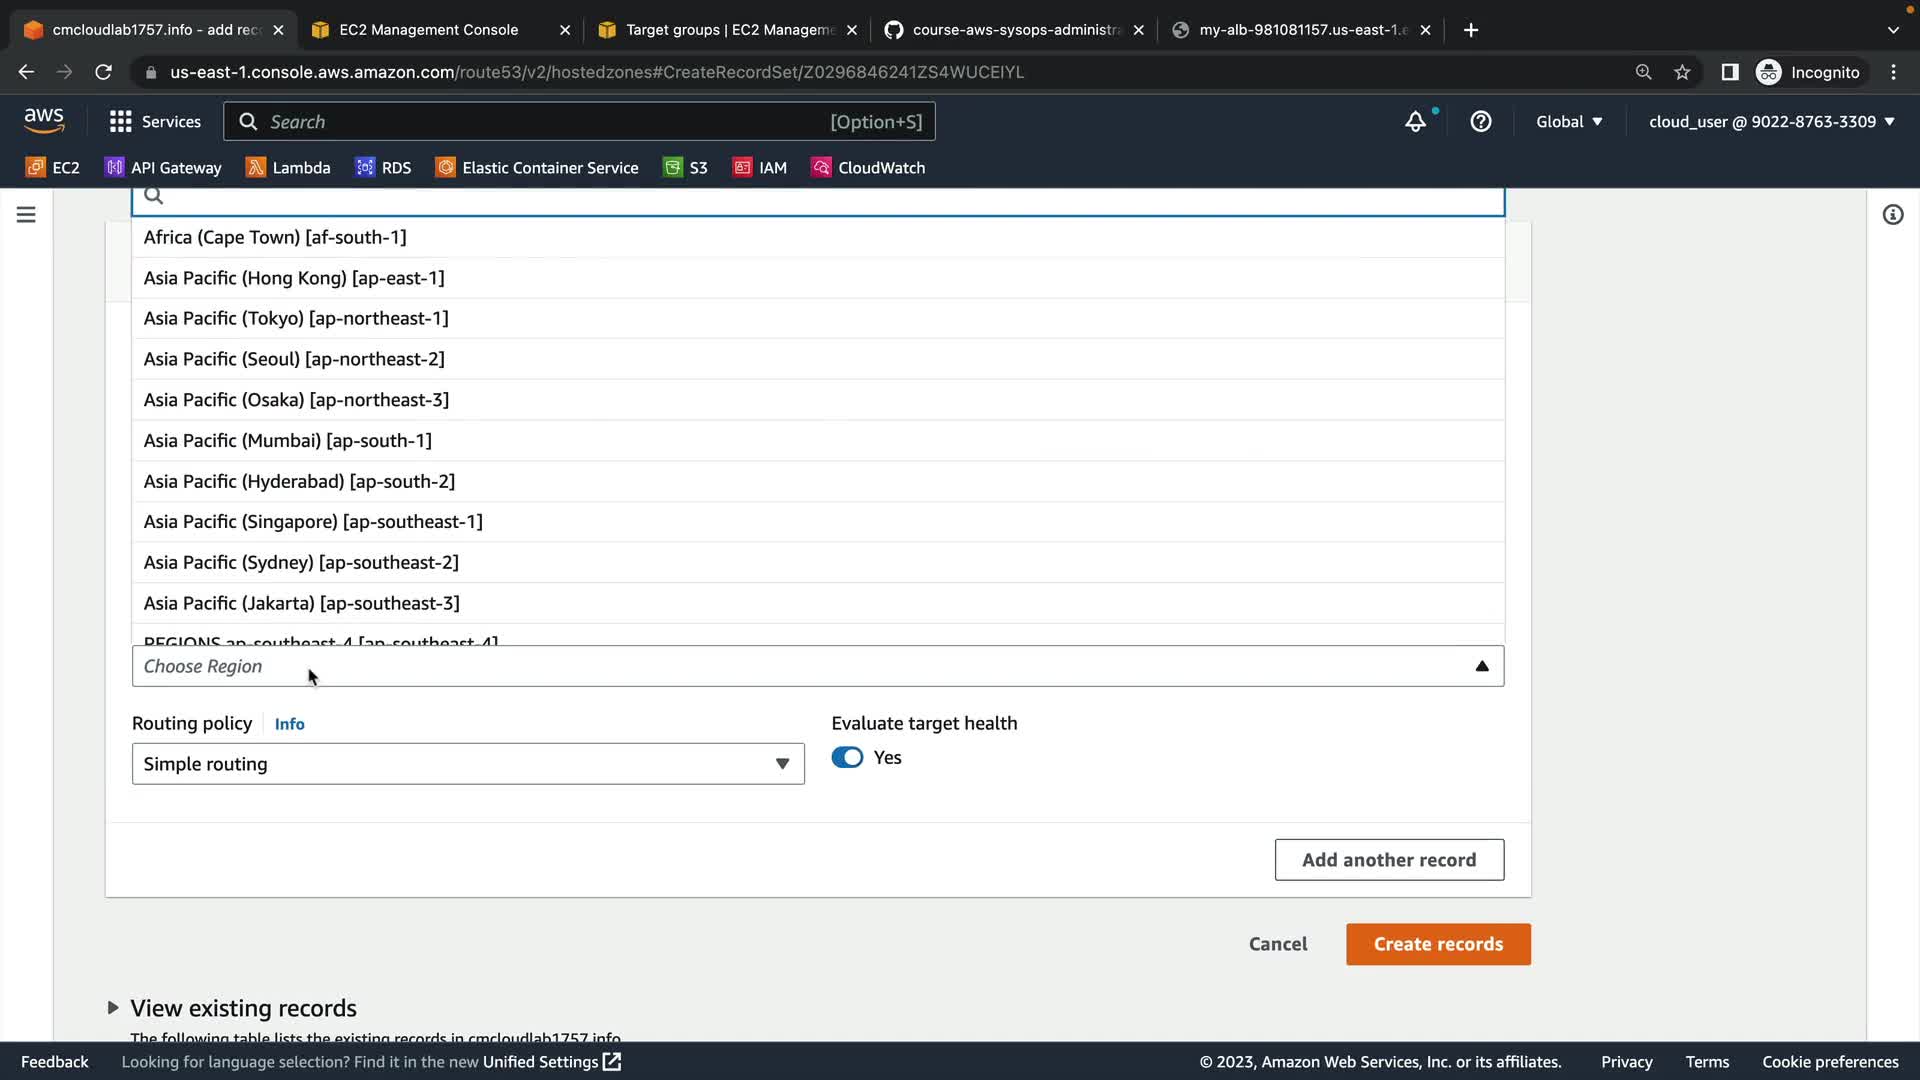 cmcloudlab1757.info - add rec
EC2 Management Console
Target groups | EC2 Manageme
course-aws-sysops-administra
my-alb-981081157.us-east-1.e
us-east-1.console.aws.amazon.com/route53/v2/hostedzones#CreateRecordSet/Z0296846241ZS4WUCEIYL
Incognito
aws
Services
Search
[Option+S]
Global
cloud_user @ 9022-8763-3309
EC2
API Gateway
Lambda
RDS
Elastic Container Service
S3
IAM
CloudWatch
Africa (Cape Town) [af-south-1]
Asia Pacific (Hong Kong) [ap-east-1]
Asia Pacific (Tokyo) [ap-northeast-1]
Asia Pacific (Seoul) [ap-northeast-2]
Asia Pacific (Osaka) [ap-northeast-3]
Asia Pacific (Mumbai) [ap-south-1]
Asia Pacific (Hyderabad) [ap-south-2]
Asia Pacific (Singapore) [ap-southeast-1]
Asia Pacific (Sydney) [ap-southeast-2]
Asia Pacific (Jakarta) [ap-southeast-3]
REGIONS.ap-southeast-4 [ap-southeast-4]
Choose Region
Routing policy
Info
Evaluate target health
Simple routing
Yes
Add another record
Cancel
Create records
View existing records
The following table lists the existing records in cmcloudlab1757.info
Feedback
Looking for language selection? Find it in the new Unified Settings
© 2023, Amazon Web Services, Inc. or its affiliates.
Privacy
Terms
Cookie preferences